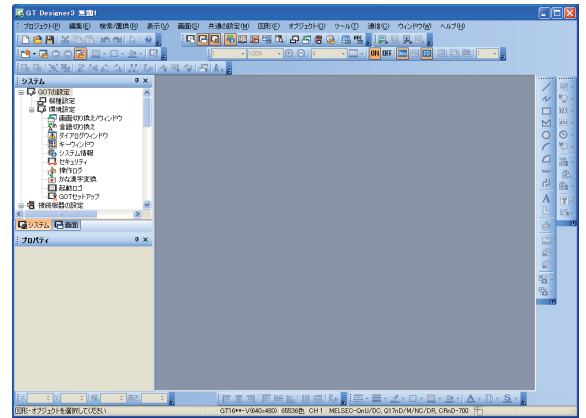 GT Designer3 無題1
プロジェクト(P) 編集(E) 検索/置換(R) 表示(V) 画面(S) 共通の設定(M) 図形(F) オブジェクト(O) ツール(T) 通信(C) ウィンドウ(W) ヘルプ(H)
1 100% 4 ON OFF
システム
GOTの設定
機種設定
環境設定
画面切り換え/ウィンドウ
言語切り換え
ダイアログウィンドウ
キーウィンドウ
システム情報
セキュリティ
操作ログ
かな漢字変換
起動ロゴ
GOTセットアップ
接続機器の設定
システム 画面
プロパティ
図形・オブジェクトを選択してください GT16**-V(640x480) 65536色 CH1 : MELSEC-QnU/DC, Q17nD/M/NC/DR, CRnD-700